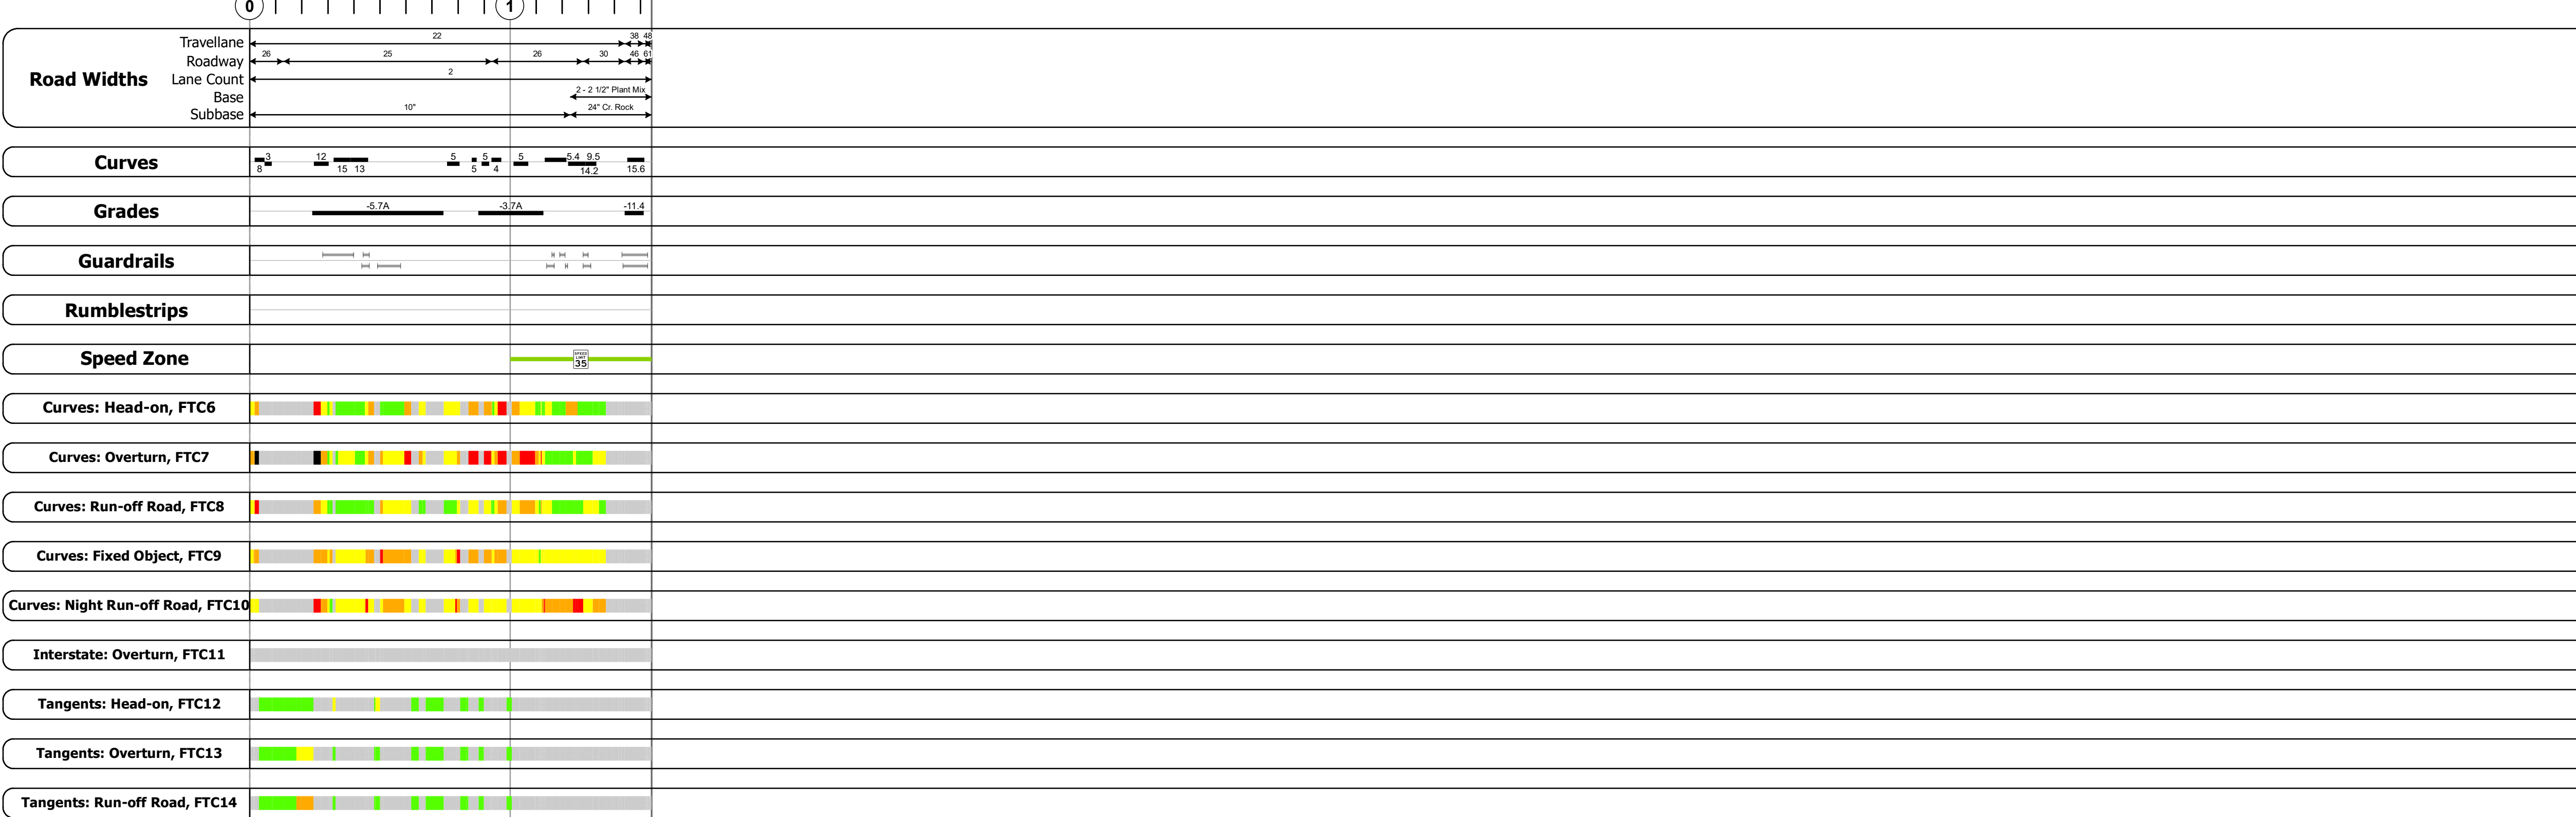 0 1
22 38 48
Travellane
26 25 26 30 46 61
Roadway
2
Lane Count
2 - 2 1/2" Plant Mix
Base
10" 24" Cr. Rock
Subbase
Road Widths
3 12 5 5 5 5.4 9.5
Curves
8 15 13 5 4 14.2 15.6
-5.7A -3.7A -11.4
Grades
Guardrails
Rumblestrips
Speed Zone
SPEED
LIMIT
35
Curves: Head-on, FTC6
Curves: Overturn, FTC7
Curves: Run-off Road, FTC8
Curves: Fixed Object, FTC9
Curves: Night Run-off Road, FTC10
Interstate: Overturn, FTC11
Tangents: Head-on, FTC12
Tangents: Overturn, FTC13
Tangents: Run-off Road, FTC14